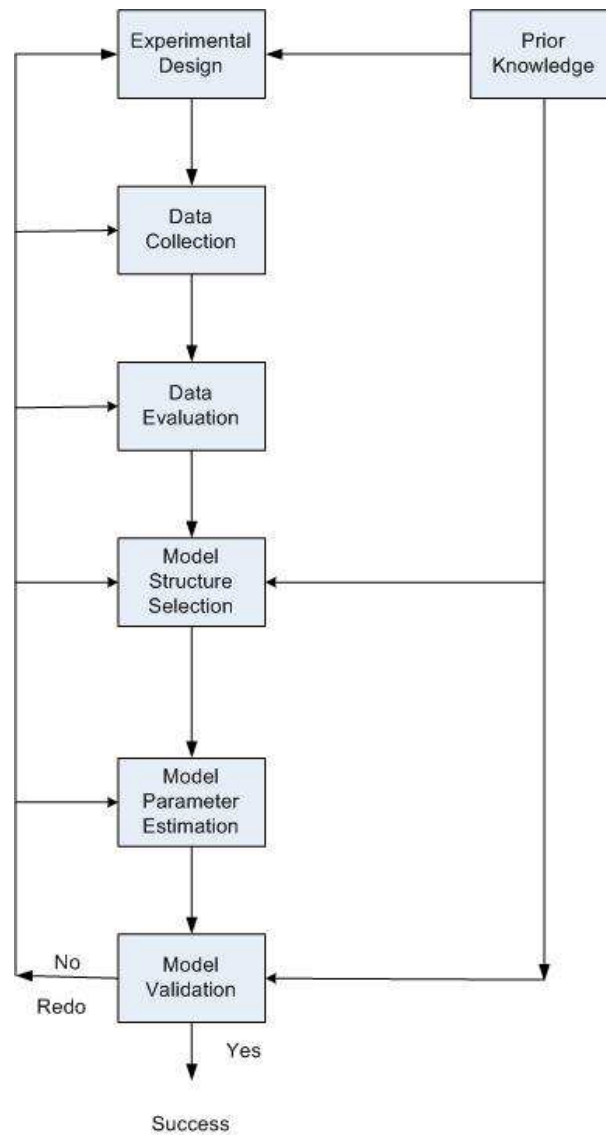 Experimental
Design
Prior
Knowledge
Data
Collection
Data
Evaluation
Model
Structure
Selection
Model
Parameter
Estimation
No
Redo
Model
Validation
Yes
Success